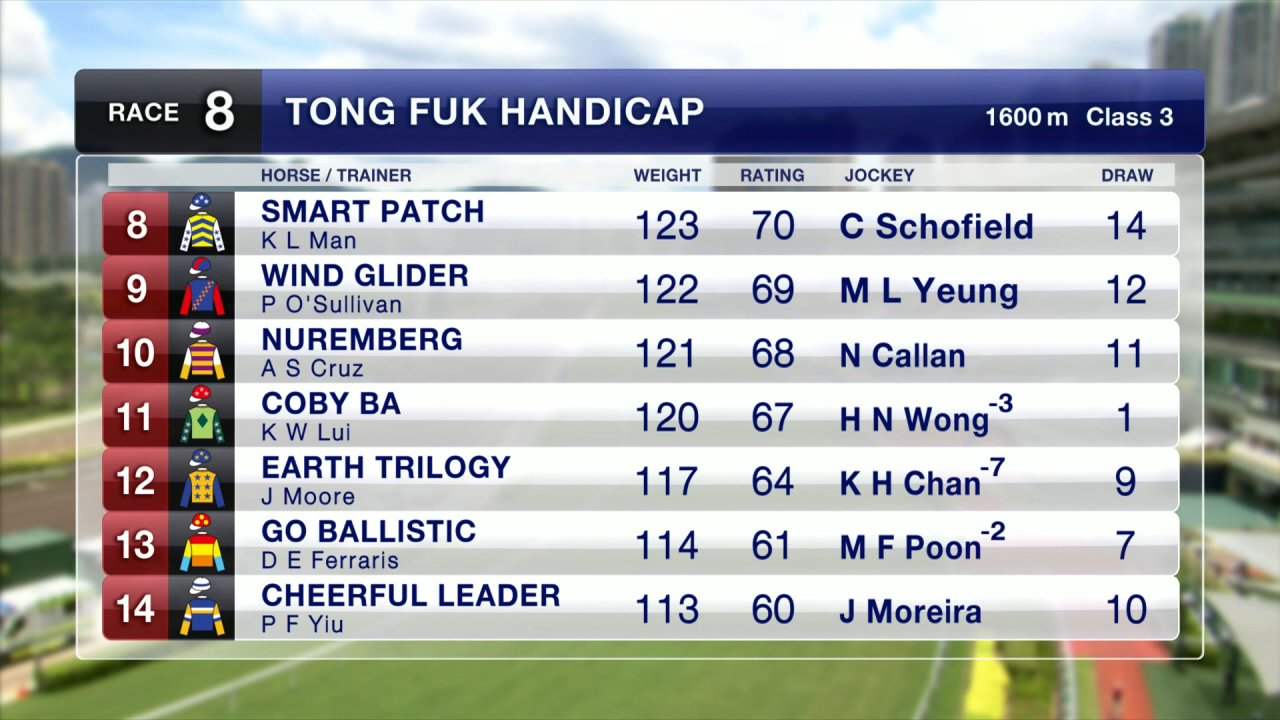 RACE 8 TONG FUK HANDICAP 1600 m Class 3
HORSE / TRAINER WEIGHT RATING JOCKEY DRAW
8 SMART PATCH 123 70 C Schofield 14
K L Man
9 WIND GLIDER 122 69 M L Yeung 12
P O'Sullivan
10 NUREMBERG 121 68 N Callan 11
A S Cruz
11 COBY BA 120 67 H N Wong-3 1
K W Lui
12 EARTH TRILOGY 117 64 K H Chan-7 9
J Moore
13 GO BALLISTIC 114 61 M F Poon-2 7
D E Ferraris
14 CHEERFUL LEADER 113 60 J Moreira 10
P F Yiu